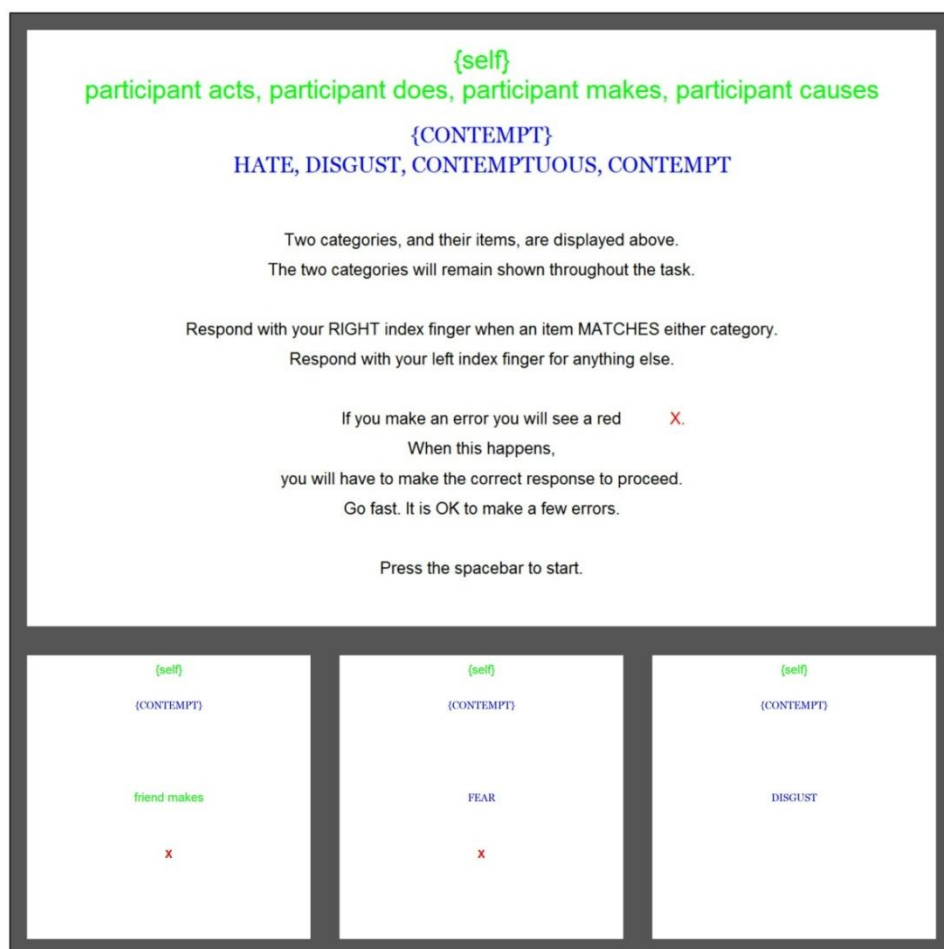 {self}
participant acts, participant does, participant makes, participant causes
{CONTEMPT}
HATE, DISGUST, CONTEMPTUOUS, CONTEMPT
Two categories, and their items, are displayed above.
The two categories will remain shown throughout the task.
Respond with your RIGHT index finger when an item MATCHES either category.
Respond with your left index finger for anything else.
If you make an error you will see a red X.
When this happens,
you will have to make the correct response to proceed.
Go fast. It is OK to make a few errors.
Press the spacebar to start.
{self}
{CONTEMPT}
friend makes
X
{self}
{CONTEMPT}
FEAR
X
{self}
{CONTEMPT}
DISGUST